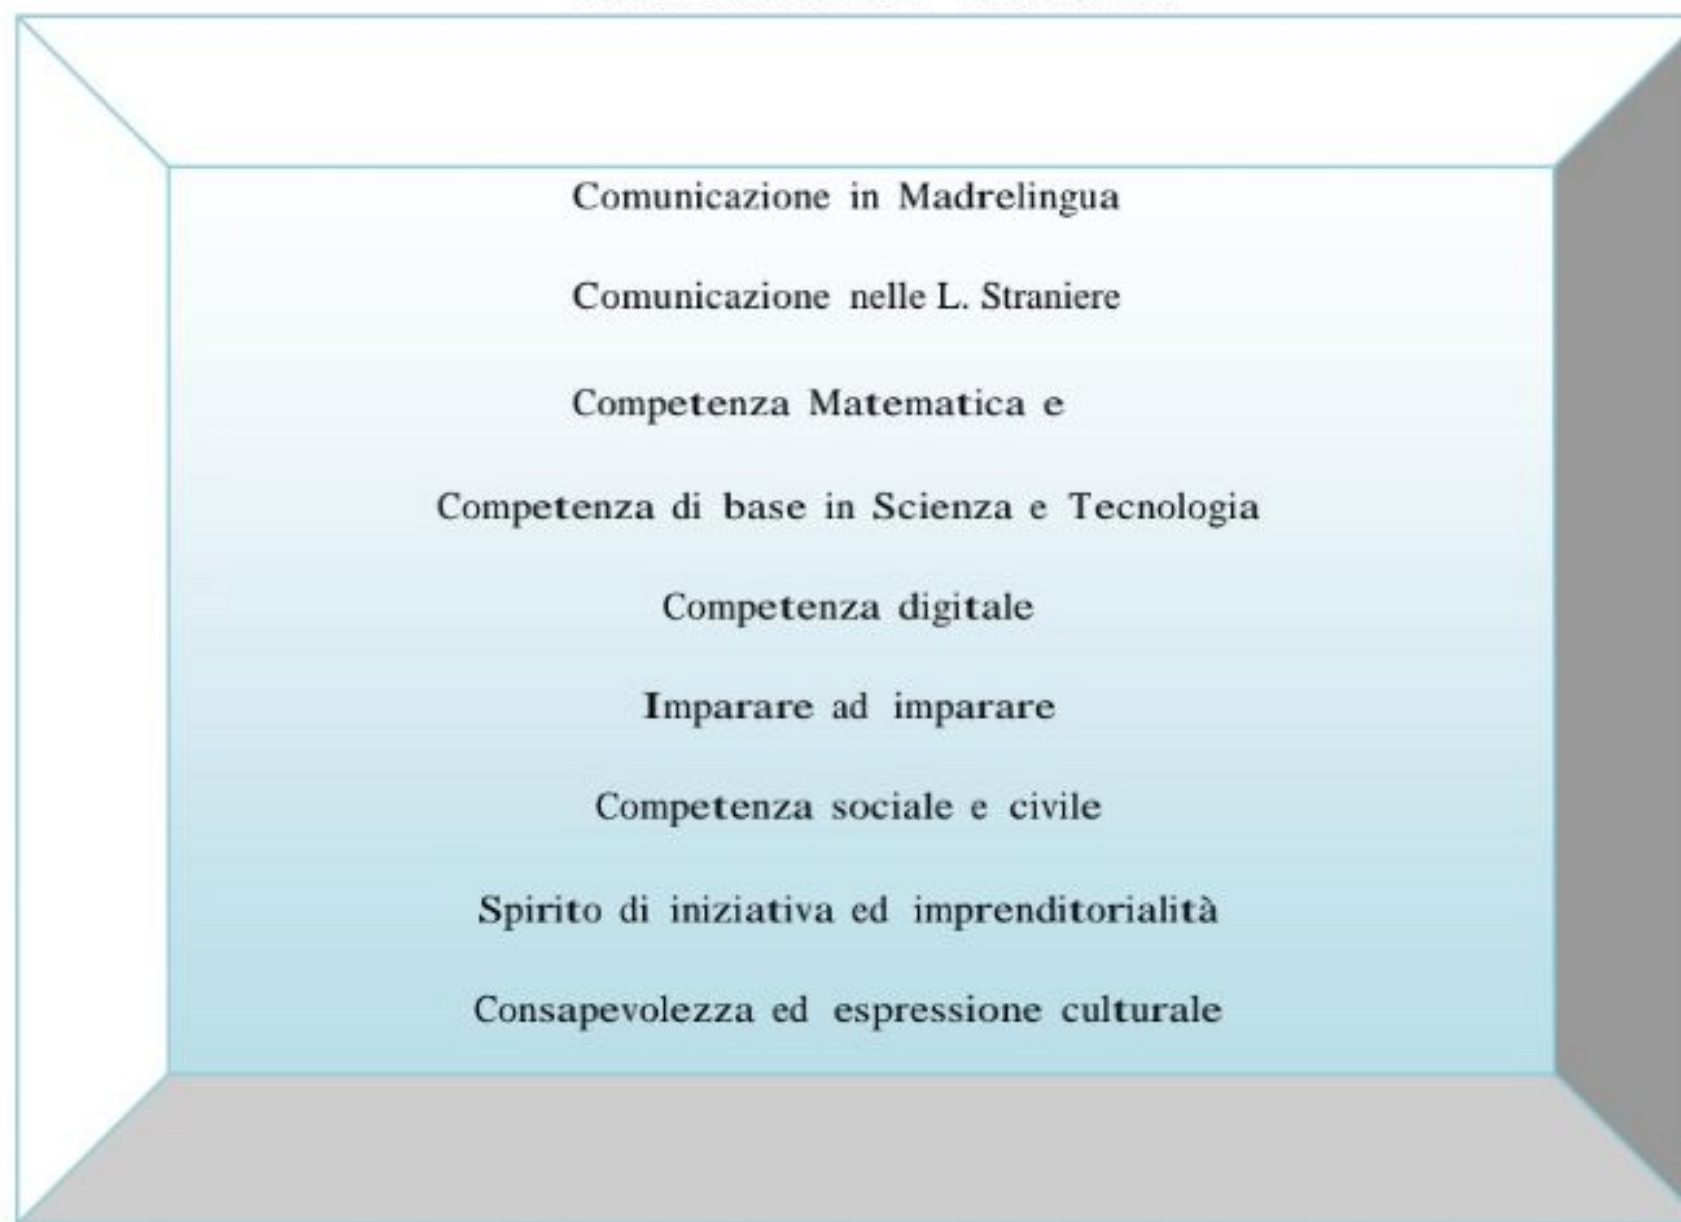 Comunicazione in Madrelingua
Comunicazione nelle L. Straniere
Competenza Matematica e
Competenza di base in Scienza e Tecnologia
Competenza digitale
Imparare ad imparare
Competenza sociale e civile
Spirito di iniziativa ed imprenditorialità
Consapevolezza ed espressione culturale